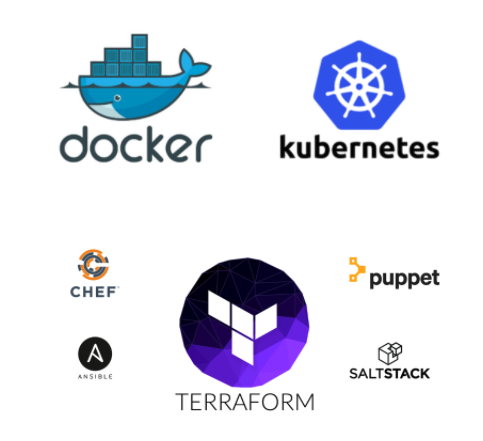 docker
kubernetes
CHEF
puppet
ANSIBLE
SALTSTACK
TERRAFORM